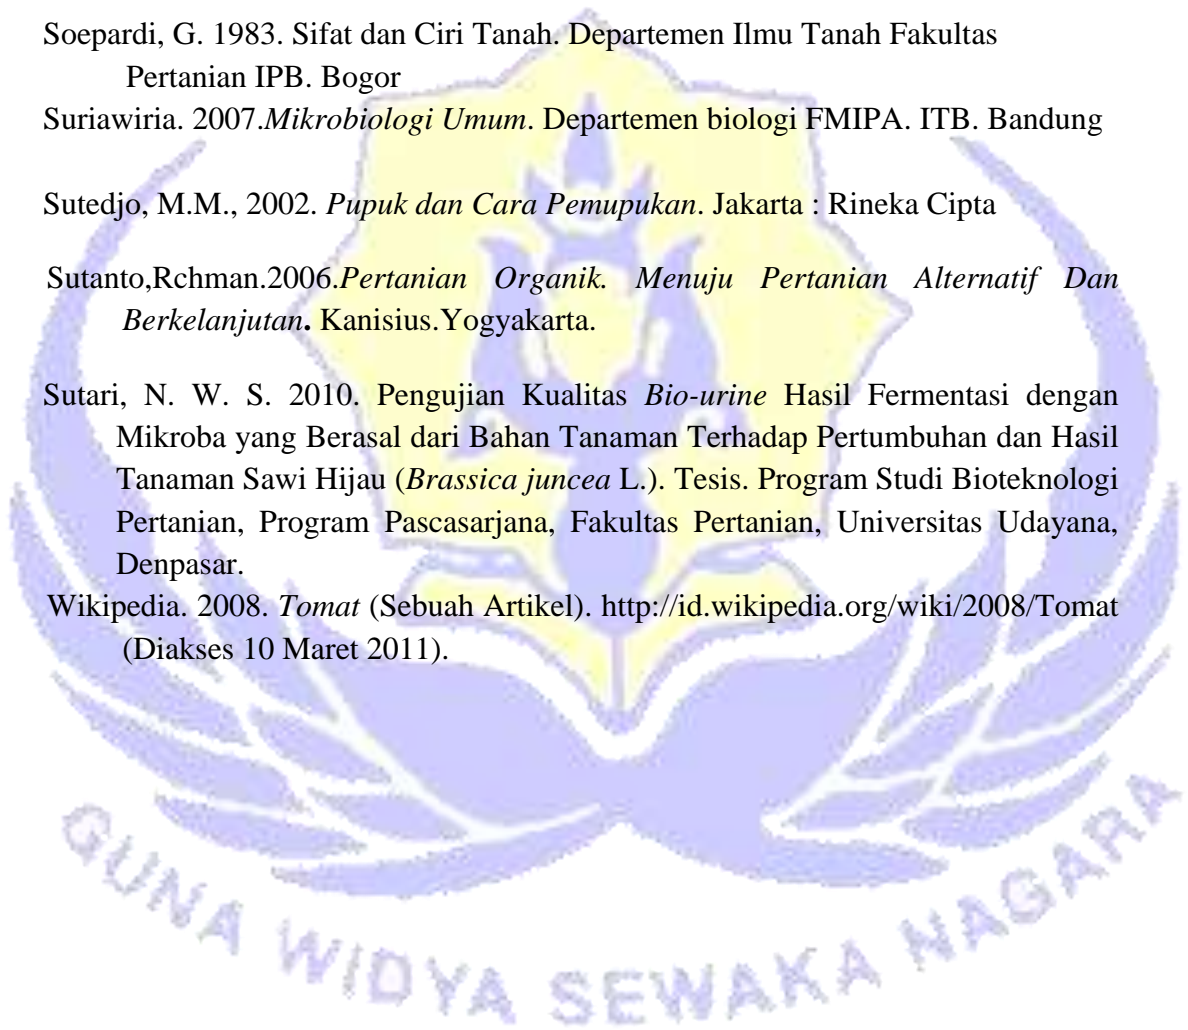 Soepardi, G. 1983. Sifat dan Ciri Tanah. Departemen Ilmu Tanah Fakultas
Pertanian IPB. Bogor
Suriawiria. 2007.Mikrobiologi Umum. Departemen biologi FMIPA. ITB. Bandung
Sutedjo, M.M., 2002. Pupuk dan Cara Pemupukan. Jakarta : Rineka Cipta
Sutanto,Rchman.2006.Pertanian Organik. Menuju Pertanian Alternatif Dan
Berkelanjutan. Kanisius.Yogyakarta.
Sutari, N. W. S. 2010. Pengujian Kualitas Bio-urine Hasil Fermentasi dengan
Mikroba yang Berasal dari Bahan Tanaman Terhadap Pertumbuhan dan Hasil
Tanaman Sawi Hijau (Brassica juncea L.). Tesis. Program Studi Bioteknologi
Pertanian, Program Pascasarjana, Fakultas Pertanian, Universitas Udayana,
Denpasar.
Wikipedia. 2008. Tomat (Sebuah Artikel). http://id.wikipedia.org/wiki/2008/Tomat
(Diakses 10 Maret 2011).
GUNA WIDYA SEWAKA NAGARA